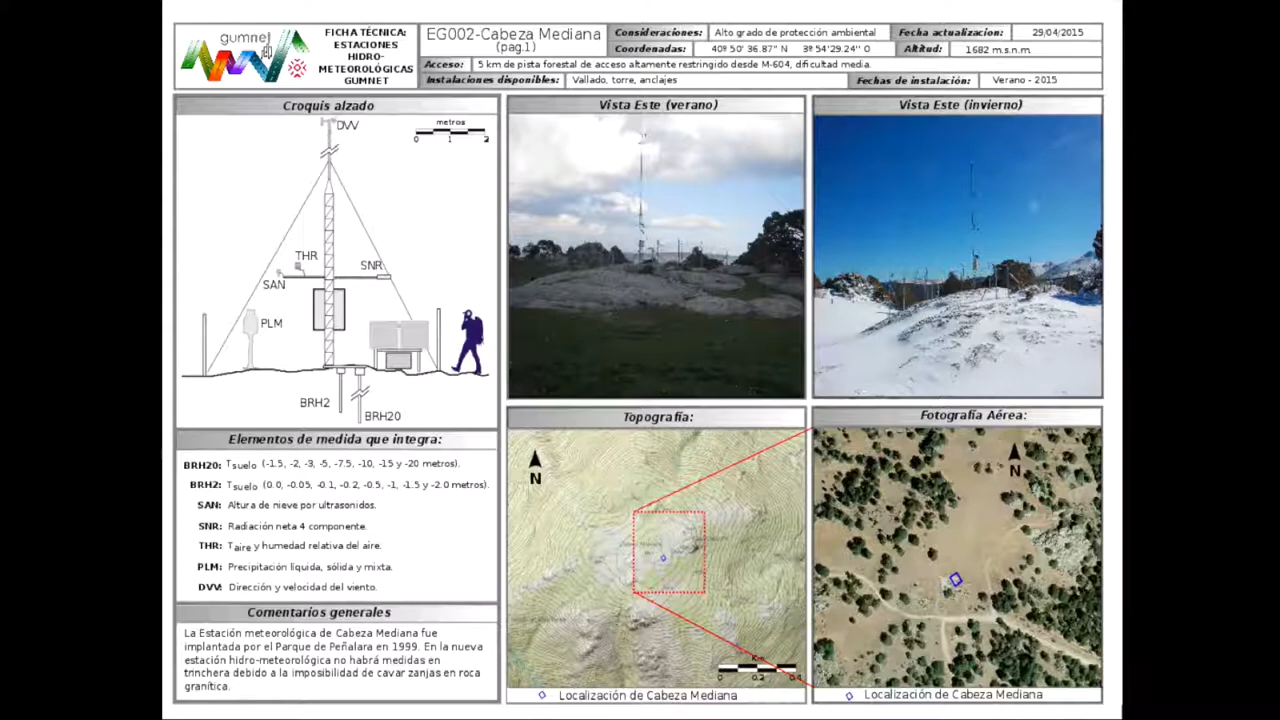 gumnet
FICHA TÉCNICA:
ESTACIONES
HIDRO-
METEOROLÓGICAS
GUMNET
EG002-Cabeza Mediana
(pag.1)
Consideraciones: Alto grado de protección ambiental
Fecha actualizacion: 29/04/2015
Coordenadas: 40º 50' 36.87" N 3º 54'29.24" O
Altitud: 1682 m.s.n.m.
Acceso: 5 km de pista forestal de acceso altamente restringido desde M-604, dificultad media.
Instalaciones disponibles: Vallado, torre, anclajes
Fechas de instalación: Verano - 2015
Croquis alzado
DVV
metros
0 1 2
THR
SNR
SAN
PLM
BRH2
BRH20
Elementos de medida que integra:
BRH20: Tsuelo (-1.5, -2, -3, -5, -7.5, -10, -15 y -20 metros).
BRH2: Tsuelo (0.0, -0.05, -0.1, -0.2, -0.5, -1, -1.5 y -2.0 metros).
SAN: Altura de nieve por ultrasonidos.
SNR: Radiación neta 4 componente.
THR: Taire y humedad relativa del aire.
PLM: Precipitación líquida, sólida y mixta.
DVV: Dirección y velocidad del viento.
Comentarios generales
La Estación meteorológica de Cabeza Mediana fue
implantada por el Parque de Peñalara en 1999. En la nueva
estación hidro-meteorológica no habrá medidas en
trinchera debido a la imposibilidad de cavar zanjas en roca
granítica.
Vista Este (verano)
Vista Este (invierno)
Topografía:
N
Km
0 0.2
Localización de Cabeza Mediana
Fotografía Aérea:
N
Localización de Cabeza Mediana